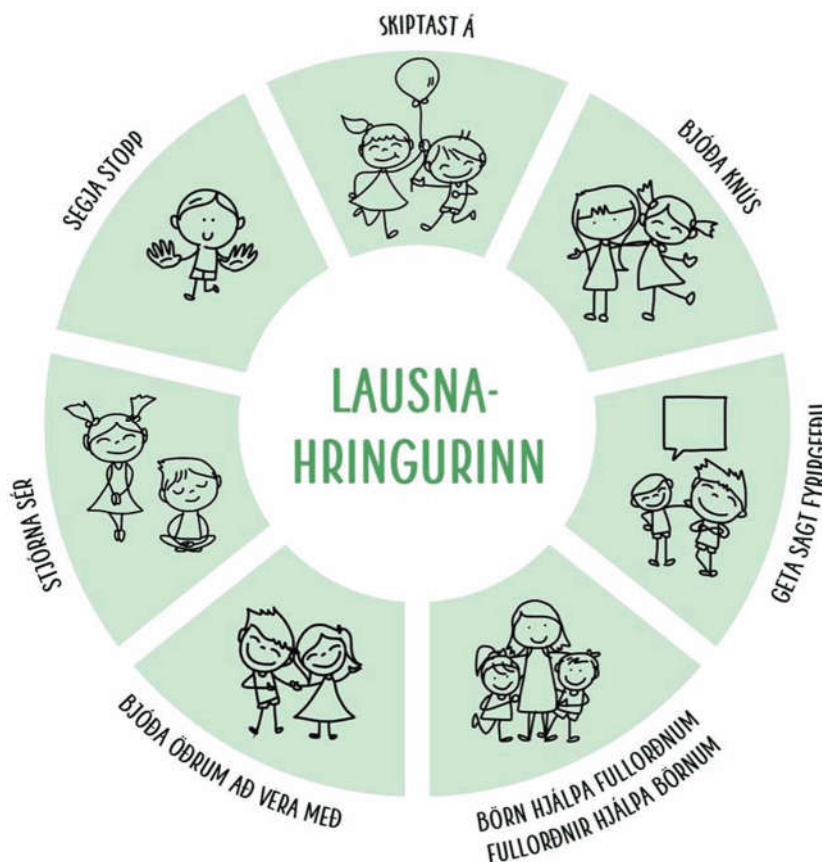 SKIPTAST Á
BJÓÐA KNÚS
GETA SAGT FYRIRGEFÐU
BÖRN HJÁLPA FULLORÐNUM
FULLORÐNIR HJÁLPA BÖRNUM
BJÓÐA ÖÐRUM AÐ VERA MEÐ
STJÓRNA SÉR
SEGJA STOPP
LAUSNA-
HRINGURINN